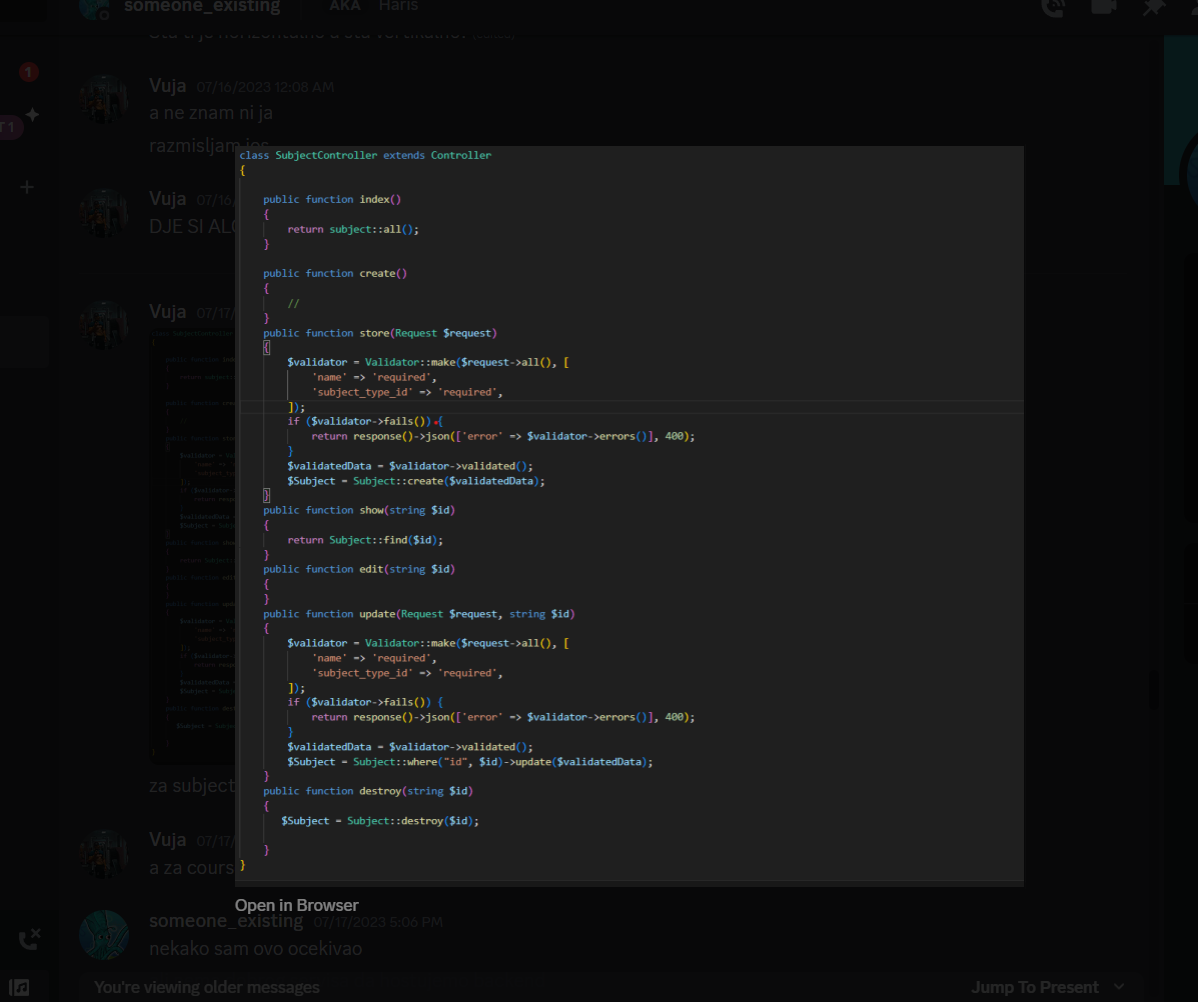 someone_existing AKA Haris
1
T1
Vuja 07/16/2023 12:08 AM
a ne znam ni ja
razmisljam jos
Vuja 07/16
DJE SI ALO
Vuja 07/17
class SubjectController extends Controller
{
public function index()
{
return subject::all();
}
public function create()
{
//
}
public function store(Request $request)
{
$validator = Validator::make($request->all(), [
'name' => 'required',
'subject_type_id' => 'required',
]);
if ($validator->fails()) {
return response()->json(['error' => $validator->errors()], 400);
}
$validatedData = $validator->validated();
$Subject = Subject::create($validatedData);
}
public function show(string $id)
{
return Subject::find($id);
}
public function edit(string $id)
{
}
public function update(Request $request, string $id)
{
$validator = Validator::make($request->all(), [
'name' => 'required',
'subject_type_id' => 'required',
]);
if ($validator->fails()) {
return response()->json(['error' => $validator->errors()], 400);
}
$validatedData = $validator->validated();
$Subject = Subject::where("id", $id)->update($validatedData);
}
public function destroy(string $id)
{
$Subject = Subject::destroy($id);
}
}
za subject
Vuja 07/17/
a za cours
Open in Browser
someone_existing 07/17/2023 5:06 PM
nekako sam ovo ocekivao
You're viewing older messages Jump To Present